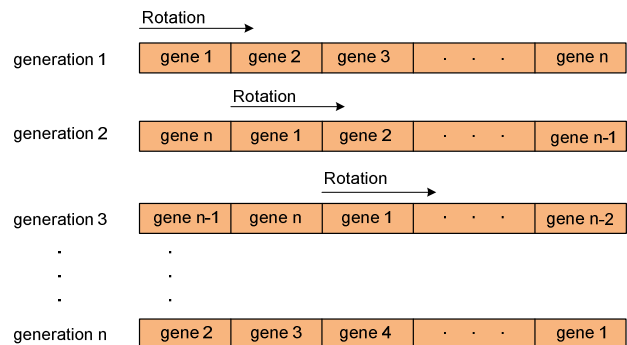 Rotation
generation 1 gene 1 gene 2 gene 3 . . . gene n
Rotation
generation 2 gene n gene 1 gene 2 . . . gene n-1
Rotation
generation 3 gene n-1 gene n gene 1 . . . gene n-2
. .
. .
. .
generation n gene 2 gene 3 gene 4 . . . gene 1